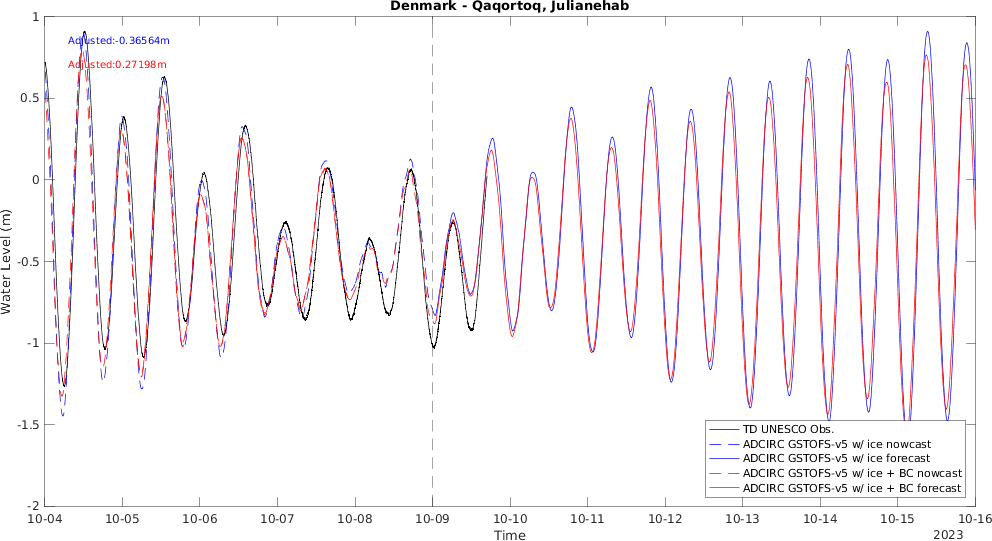 Denmark - Qaqortoq, Julianehab
Adjusted:-0.36564m
Adjusted:0.27198m
Water Level (m)
1
0.5
0
-0.5
-1
-1.5
-2
TD UNESCO Obs.
ADCIRC GSTOFS-v5 w/ ice nowcast
ADCIRC GSTOFS-v5 w/ ice forecast
ADCIRC GSTOFS-v5 w/ ice + BC nowcast
ADCIRC GSTOFS-v5 w/ ice + BC forecast
10-04 10-05 10-06 10-07 10-08 10-09 10-10 10-11 10-12 10-13 10-14 10-15 10-16
Time
2023